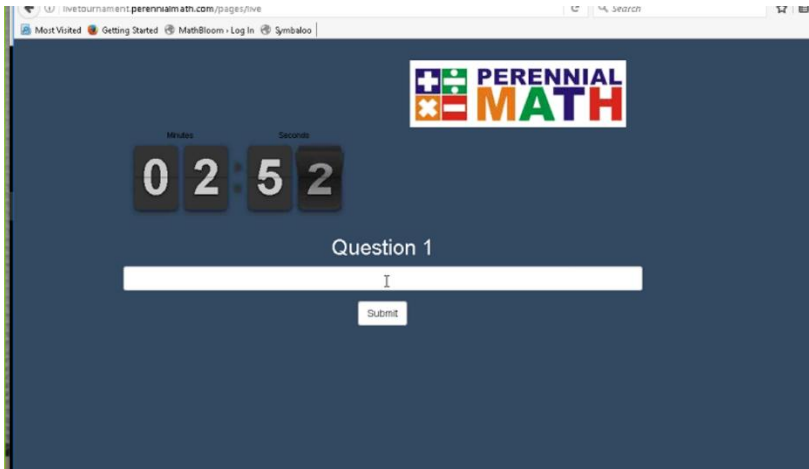 livetournament.perennialmath.com/pages/live
Search
Most Visited Getting Started MathBloom › Log In Symbaloo
PERENNIAL
MATH
Minutes Seconds
02:52
Question 1
Submit